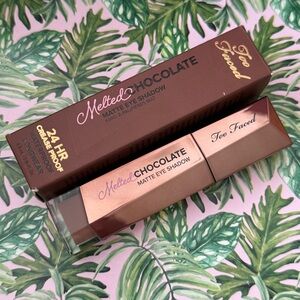 Too Faced
Melted CHOCOLATE
MATTE EYE SHADOW
24 HR
CREASE PROOF
Too Faced
Melted CHOCOLATE
MATTE EYE SHADOW